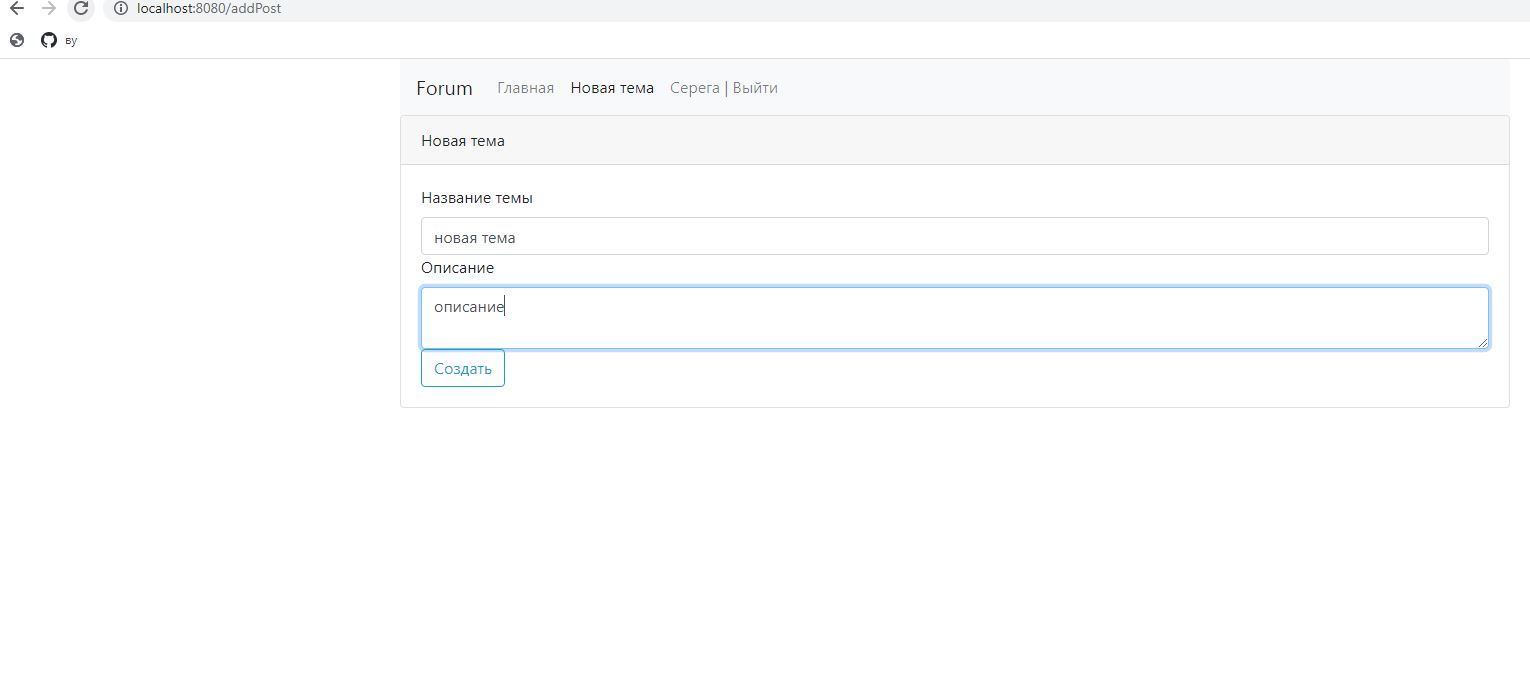 localhost:8080/addPost
ву
Forum Главная Новая тема Серега | Выйти
Новая тема
Название темы
новая тема
Описание
описание
Создать